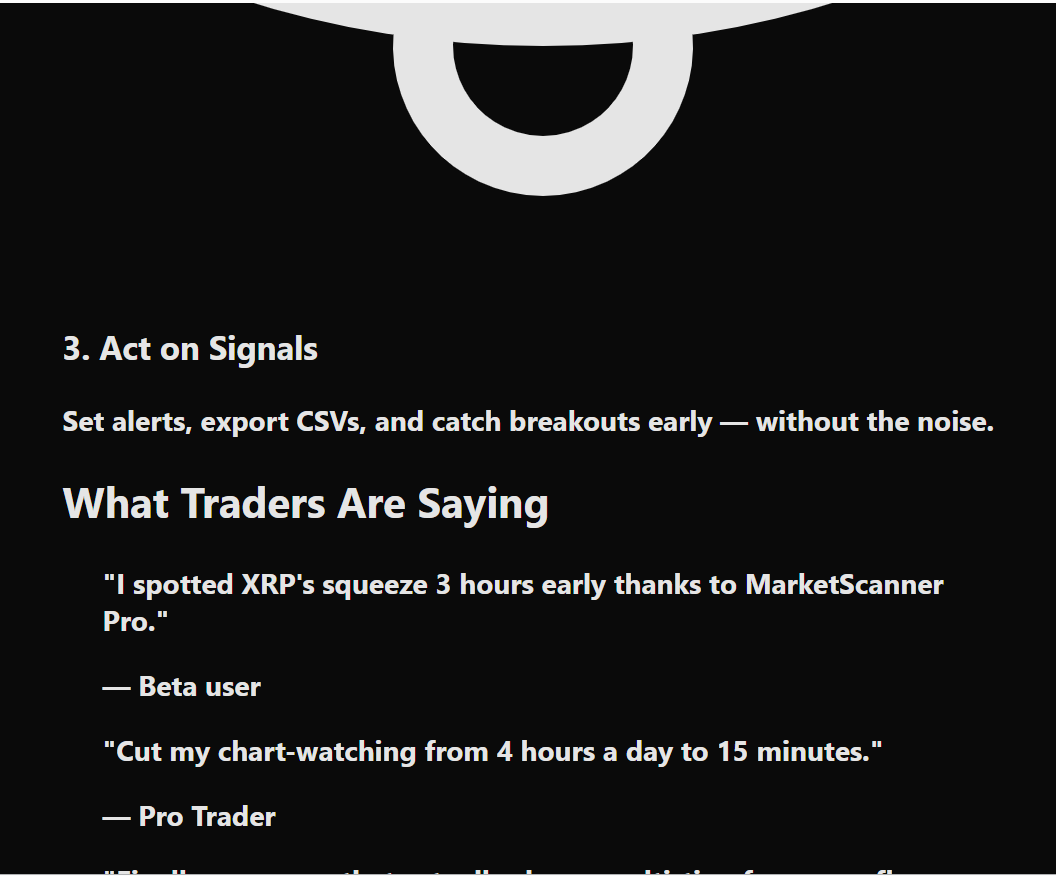 3. Act on Signals
Set alerts, export CSVs, and catch breakouts early — without the noise.
What Traders Are Saying
"I spotted XRP's squeeze 3 hours early thanks to MarketScanner
Pro."
— Beta user
"Cut my chart-watching from 4 hours a day to 15 minutes."
— Pro Trader